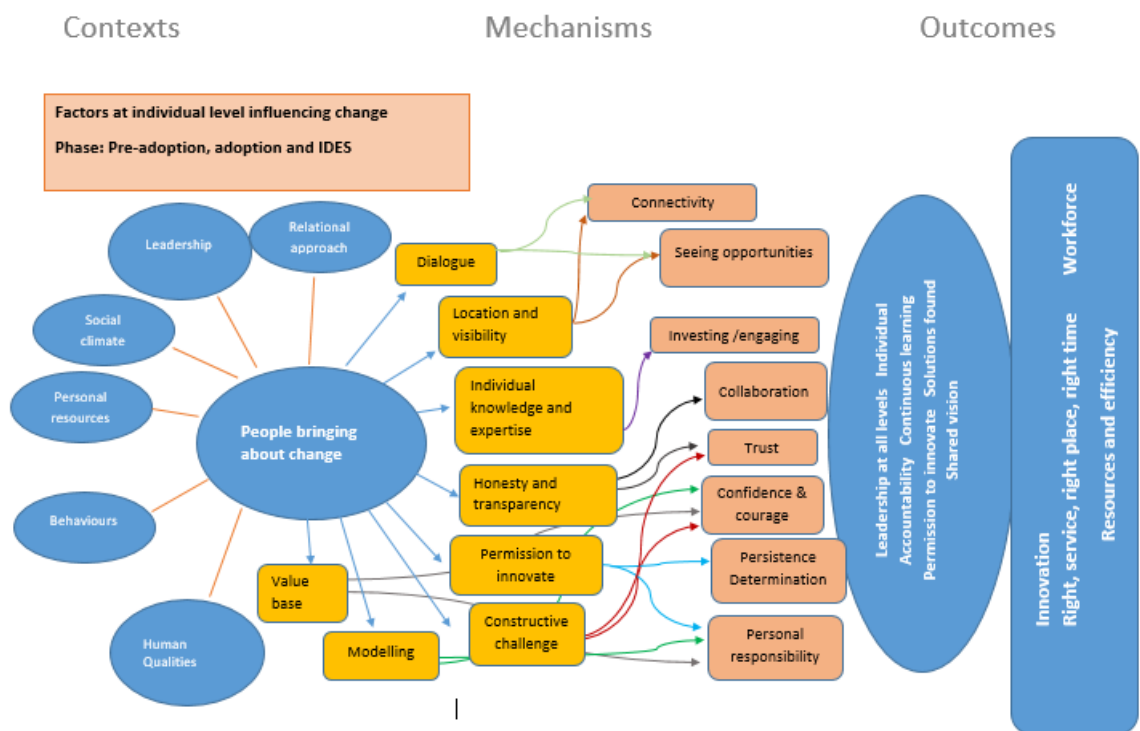 Contexts
Mechanisms
Outcomes
Factors at individual level influencing change
Phase: Pre-adoption, adoption and IDES
Leadership
Relational
approach
Social
climate
Personal
resources
Behaviours
Human
Qualities
People bringing
about change
Dialogue
Location and
visibility
Individual
knowledge and
expertise
Honesty and
transparency
Permission to
innovate
Value
base
Constructive
challenge
Modelling
Connectivity
Seeing opportunities
Investing /engaging
Collaboration
Trust
Confidence &
courage
Persistence
Determination
Personal
responsibility
Leadership at all levels Individual
Accountability Continuous learning
Permission to innovate Solutions found
Shared vision
Innovation Workforce
Right, service, right place, right time
Resources and efficiency